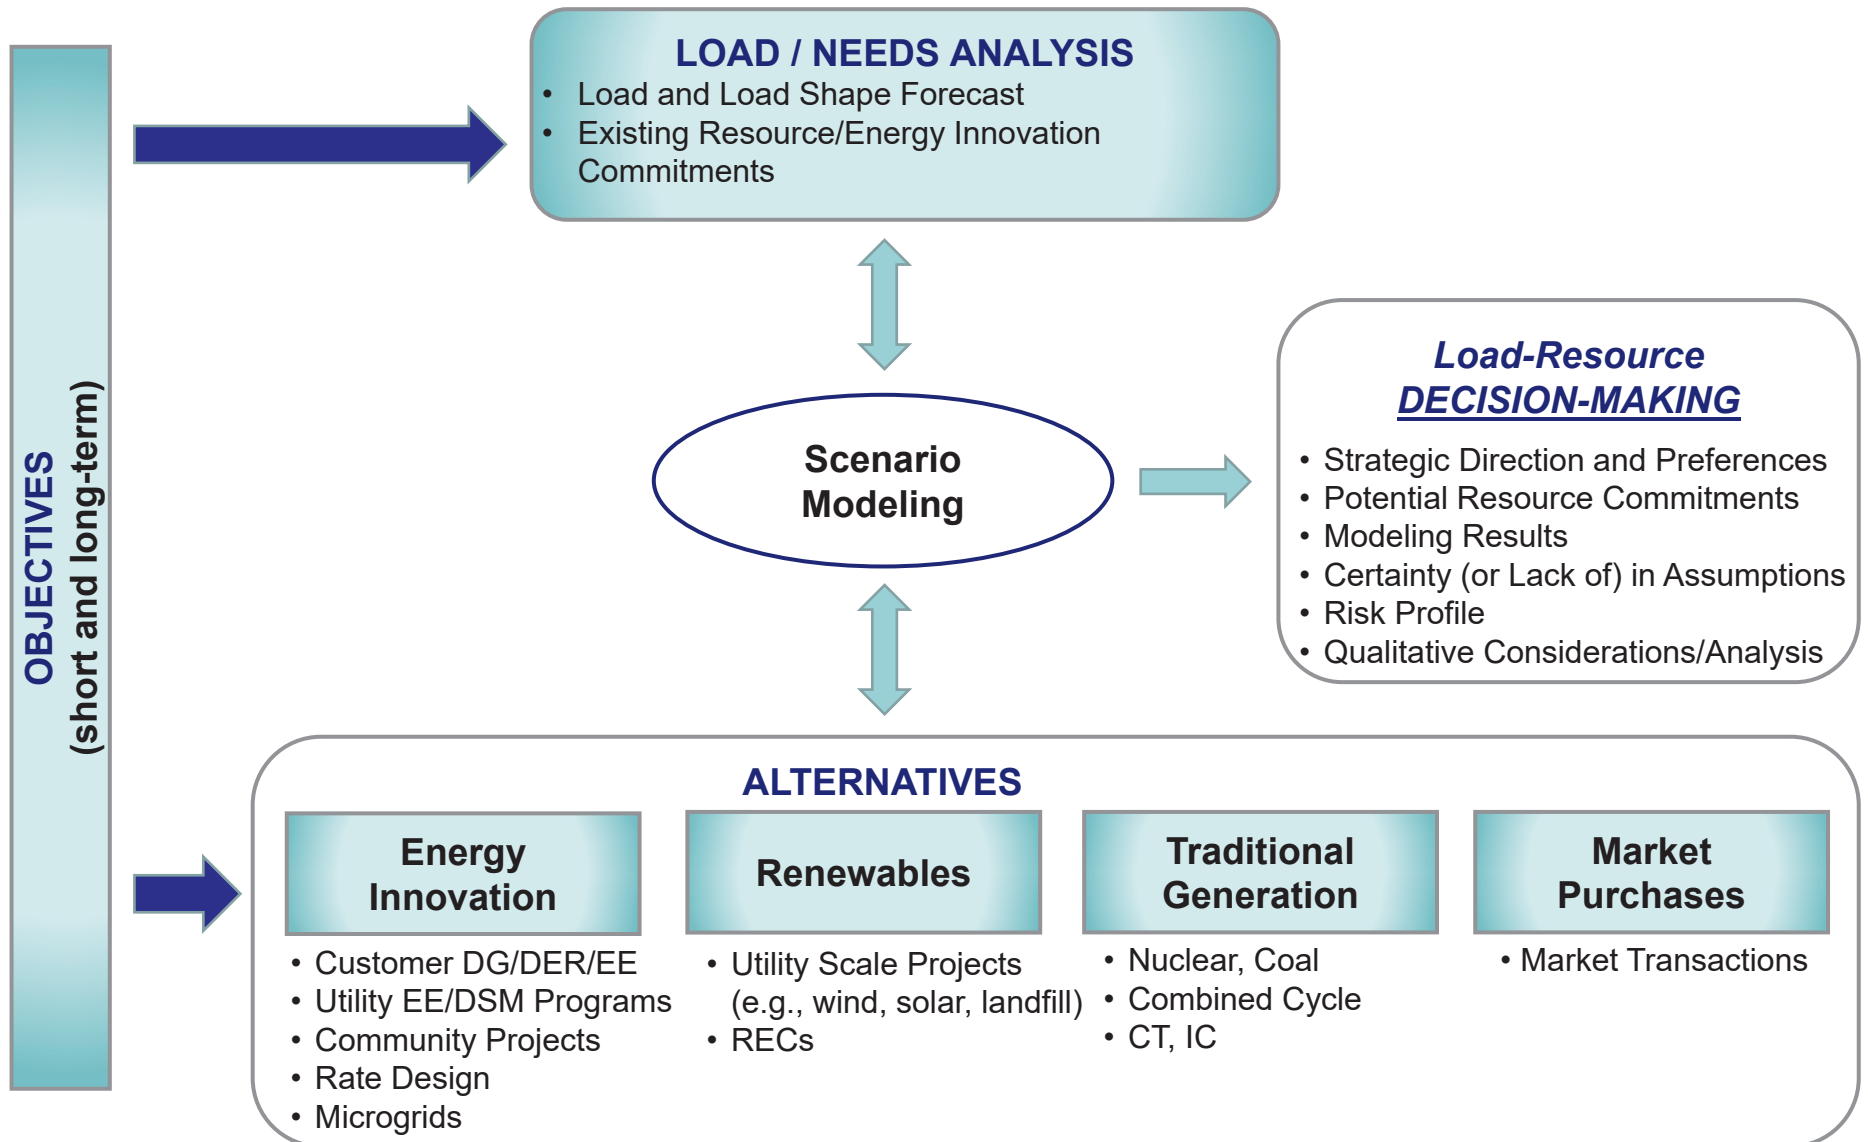 OBJECTIVES
(short and long-term)
LOAD / NEEDS ANALYSIS
• Load and Load Shape Forecast
• Existing Resource/Energy Innovation
Commitments
Scenario
Modeling
Load-Resource
DECISION-MAKING
• Strategic Direction and Preferences
• Potential Resource Commitments
• Modeling Results
• Certainty (or Lack of) in Assumptions
• Risk Profile
• Qualitative Considerations/Analysis
ALTERNATIVES
Energy
Innovation
• Customer DG/DER/EE
• Utility EE/DSM Programs
• Community Projects
• Rate Design
• Microgrids
Renewables
• Utility Scale Projects
(e.g., wind, solar, landfill)
• RECs
Traditional
Generation
• Nuclear, Coal
• Combined Cycle
• CT, IC
Market
Purchases
• Market Transactions